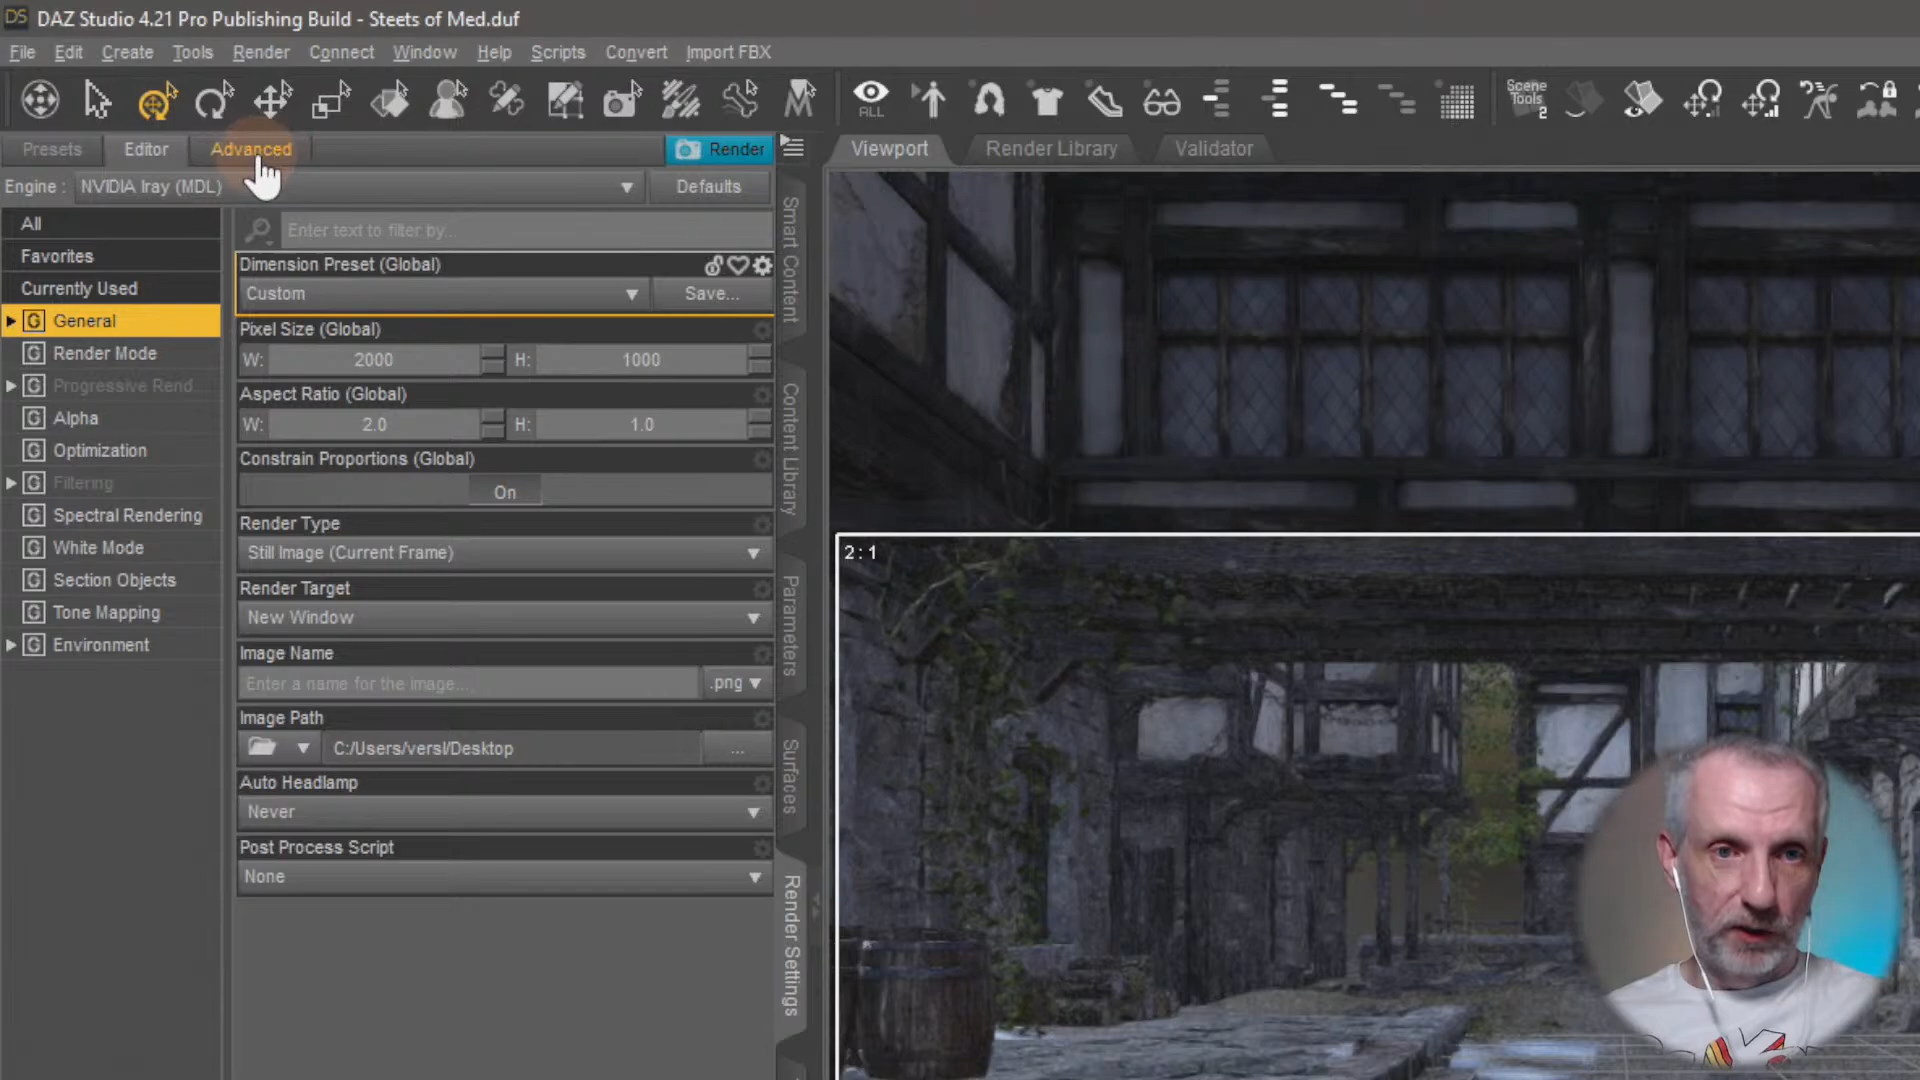 DS DAZ Studio 4.21 Pro Publishing Build - Steets of Med.duf
File Edit Create Tools Render Connect Window Help Scripts Convert Import FBX
ALL
Scene
Tools
2
Presets Editor Advanced Render
Viewport Render Library Validator
Engine : NVIDIA Iray (MDL) Defaults
All
Favorites
Currently Used
G General
G Render Mode
G Progressive Rend
G Alpha
G Optimization
G Filtering
G Spectral Rendering
G White Mode
G Section Objects
G Tone Mapping
G Environment
Enter text to filter by...
Dimension Preset (Global)
Custom Save...
Pixel Size (Global)
W: 2000 H: 1000
Aspect Ratio (Global)
W: 2.0 H: 1.0
Constrain Proportions (Global)
On
Render Type
Still Image (Current Frame)
Render Target
New Window
Image Name
Enter a name for the image... .png
Image Path
C:/Users/versl/Desktop ...
Auto Headlamp
Never
Post Process Script
None
Smart Content
Content Library
Parameters
Surfaces
Render Settings
2 : 1